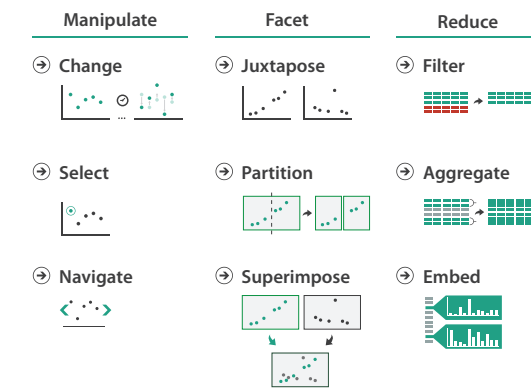 Manipulate
Facet
Reduce
Change
Juxtapose
Filter
...
Select
Partition
Aggregate
Navigate
Superimpose
Embed